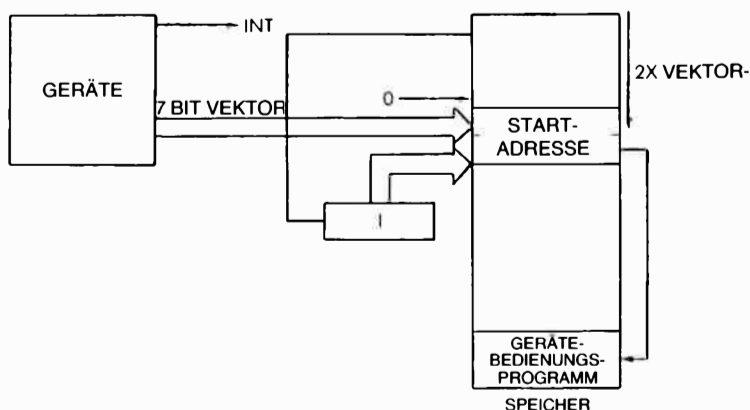 INT
GERÄTE
7 BIT VEKTOR
0
2X VEKTOR-
START-
ADRESSE
I
GERÄTE-
BEDIENUNGS-
PROGRAMM
SPEICHER